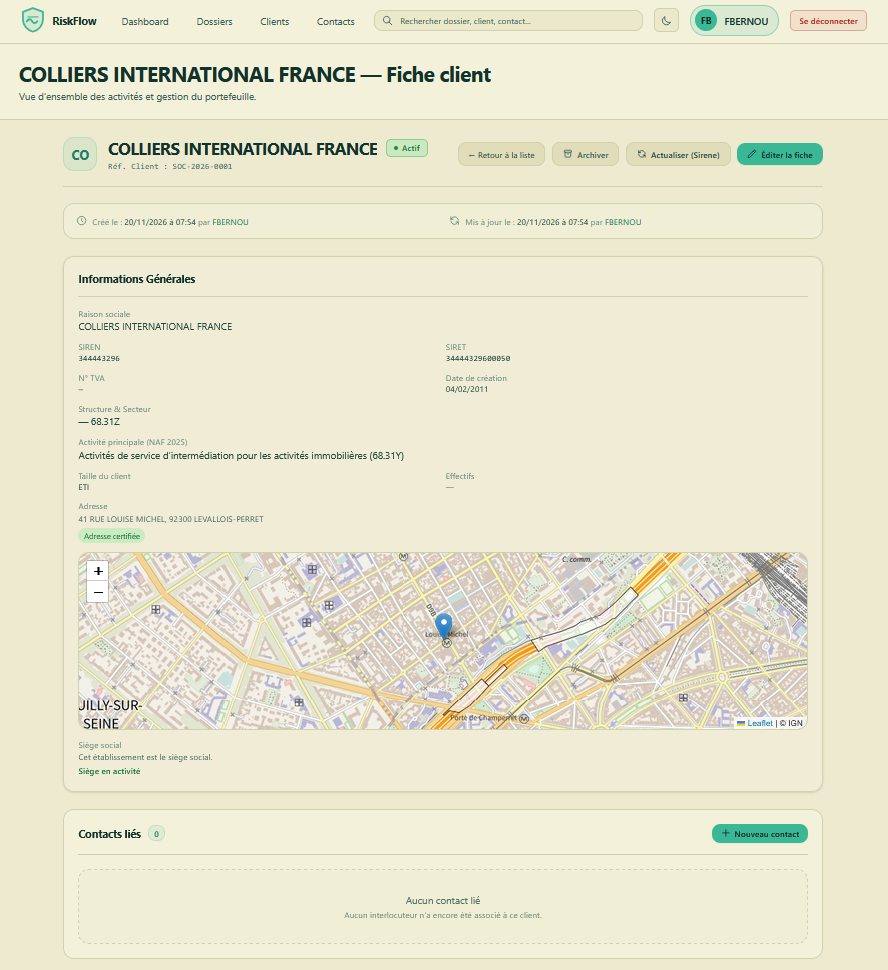 RiskFlow Dashboard Dossiers Clients Contacts Rechercher dossier, client, contact... FB FBERNOU Se déconnecter
COLLIERS INTERNATIONAL FRANCE — Fiche client
Vue d'ensemble des activités et gestion du portefeuille.
CO COLLIERS INTERNATIONAL FRANCE Actif
Réf. Client : SOC-2026-0001
← Retour à la liste Archiver Actualiser (Sirene) Éditer la fiche
Créé le : 20/11/2026 à 07:54 par FBERNOU Mis à jour le : 20/11/2026 à 07:54 par FBERNOU
Informations Générales
Raison sociale
COLLIERS INTERNATIONAL FRANCE
SIREN SIRET
344443296 34444329600050
N° TVA Date de création
— 04/02/2011
Structure & Secteur
— 68.31Z
Activité principale (NAF 2025)
Activités de service d'intermédiation pour les activités immobilières (68.31Y)
Taille du client Effectifs
ETI —
Adresse
41 RUE LOUISE MICHEL, 92300 LEVALLOIS-PERRET
Adresse certifiée
+
−
C. comm.
M
Louise Michel
M
UILLY-SUR-
SEINE
Porte de Champerret M
Leaflet | © IGN
Siège social
Cet établissement est le siège social.
Siège en activité
Contacts liés 0 + Nouveau contact
Aucun contact lié
Aucun interlocuteur n'a encore été associé à ce client.